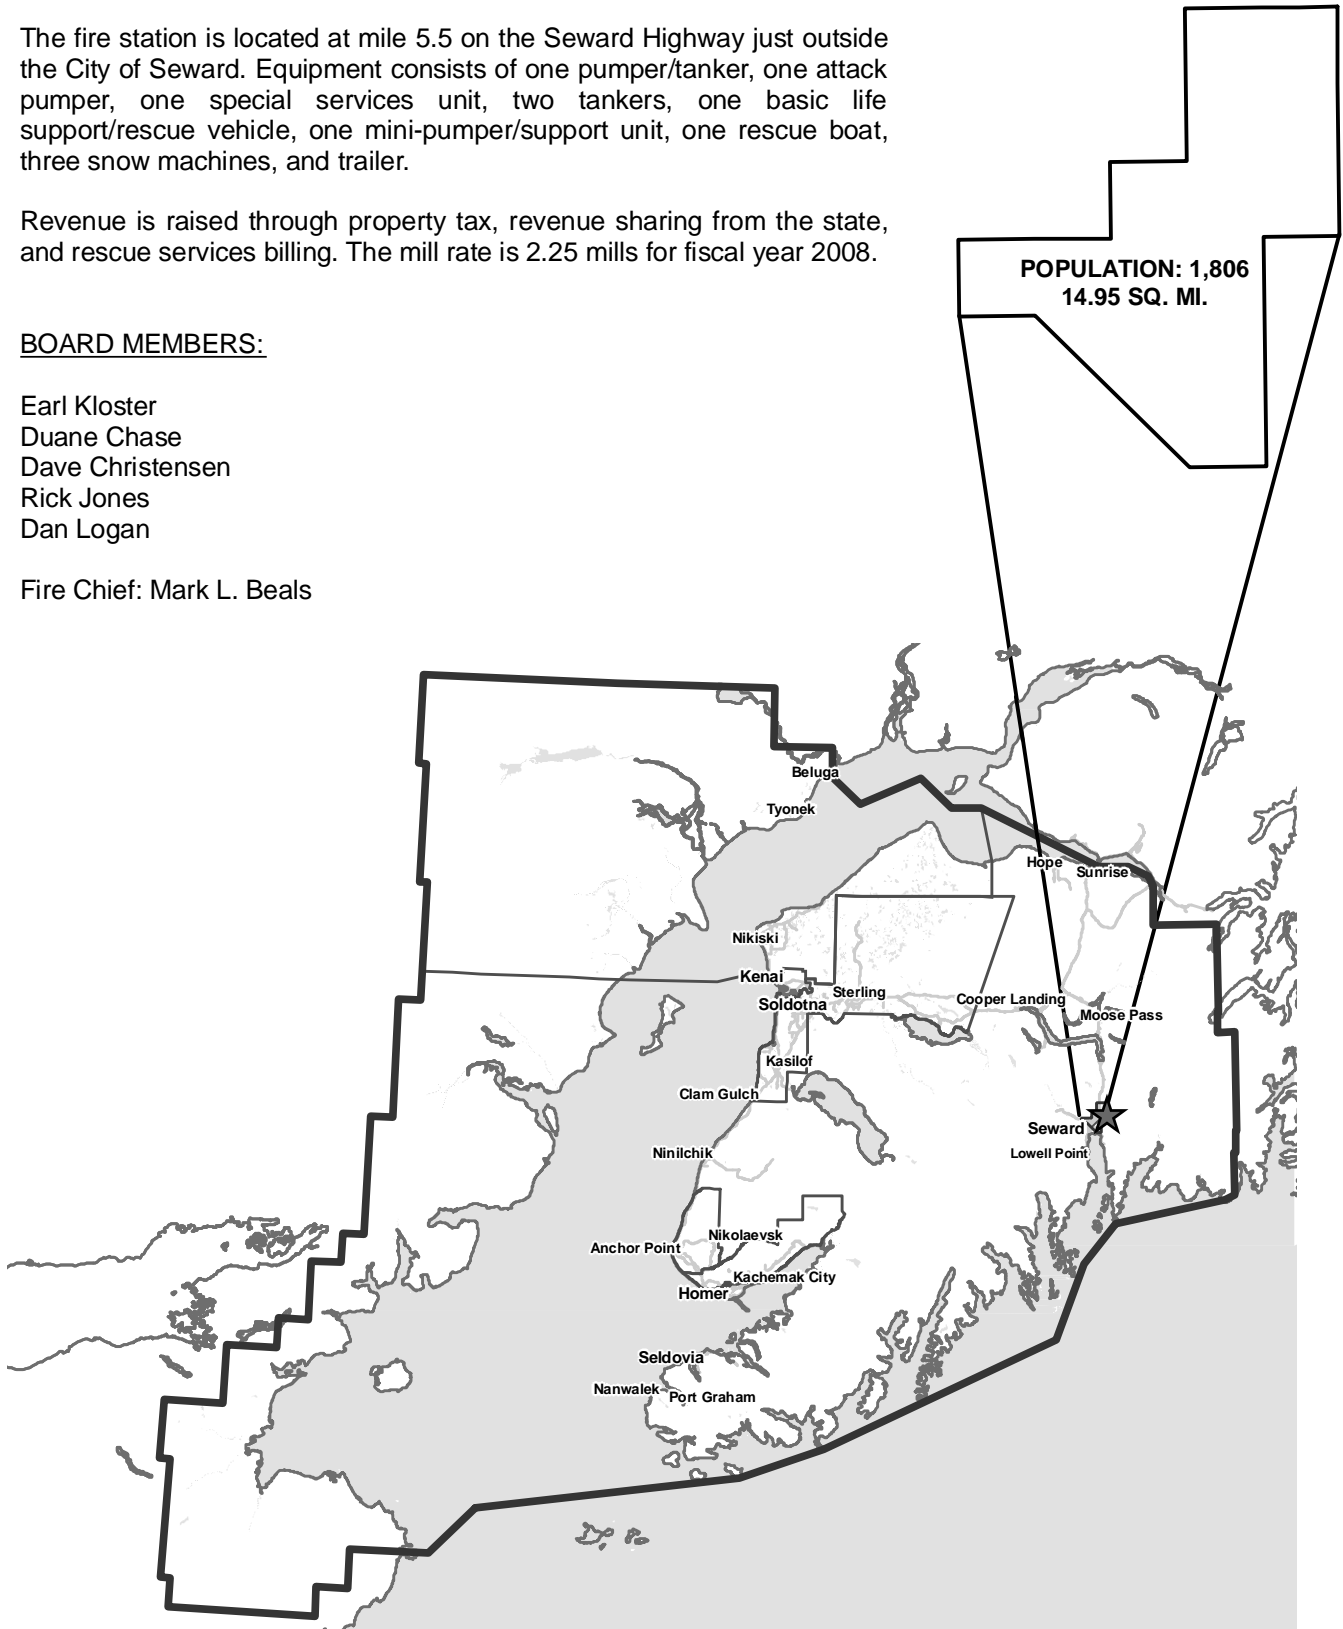 The fire station is located at mile 5.5 on the Seward Highway just outside
the City of Seward. Equipment consists of one pumper/tanker, one attack
pumper, one special services unit, two tankers, one basic life
support/rescue vehicle, one mini-pumper/support unit, one rescue boat,
three snow machines, and trailer.
Revenue is raised through property tax, revenue sharing from the state,
and rescue services billing. The mill rate is 2.25 mills for fiscal year 2008.
POPULATION: 1,806
14.95 SQ. MI.
BOARD MEMBERS:
Earl Kloster
Duane Chase
Dave Christensen
Rick Jones
Dan Logan
Fire Chief: Mark L. Beals
Beluga
Tyonek
Hope
Sunrise
Nikiski
Kenai
Sterling
Soldotna
Cooper Landing
Moose Pass
Kasilof
Clam Gulch
Seward
Lowell Point
Ninilchik
Nikolaevsk
Anchor Point
Kachemak City
Homer
Seldovia
Nanwalek
Port Graham